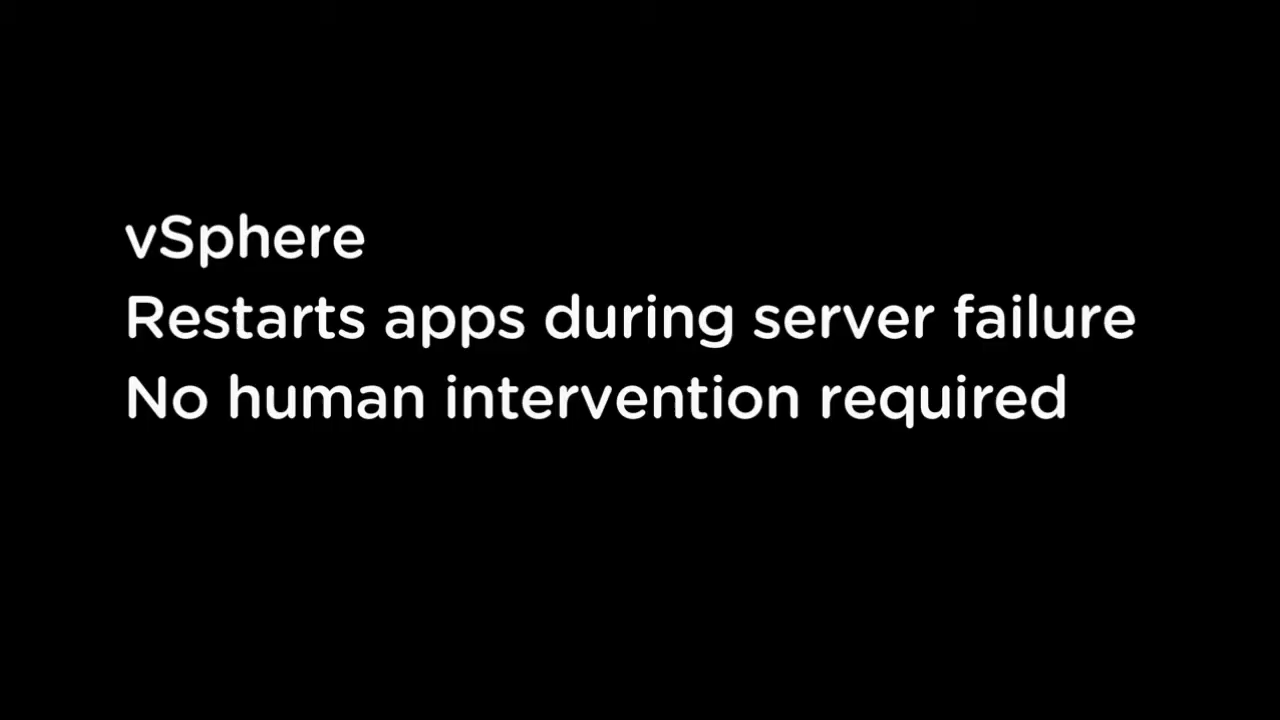 vSphere
Restarts apps during server failure
No human intervention required